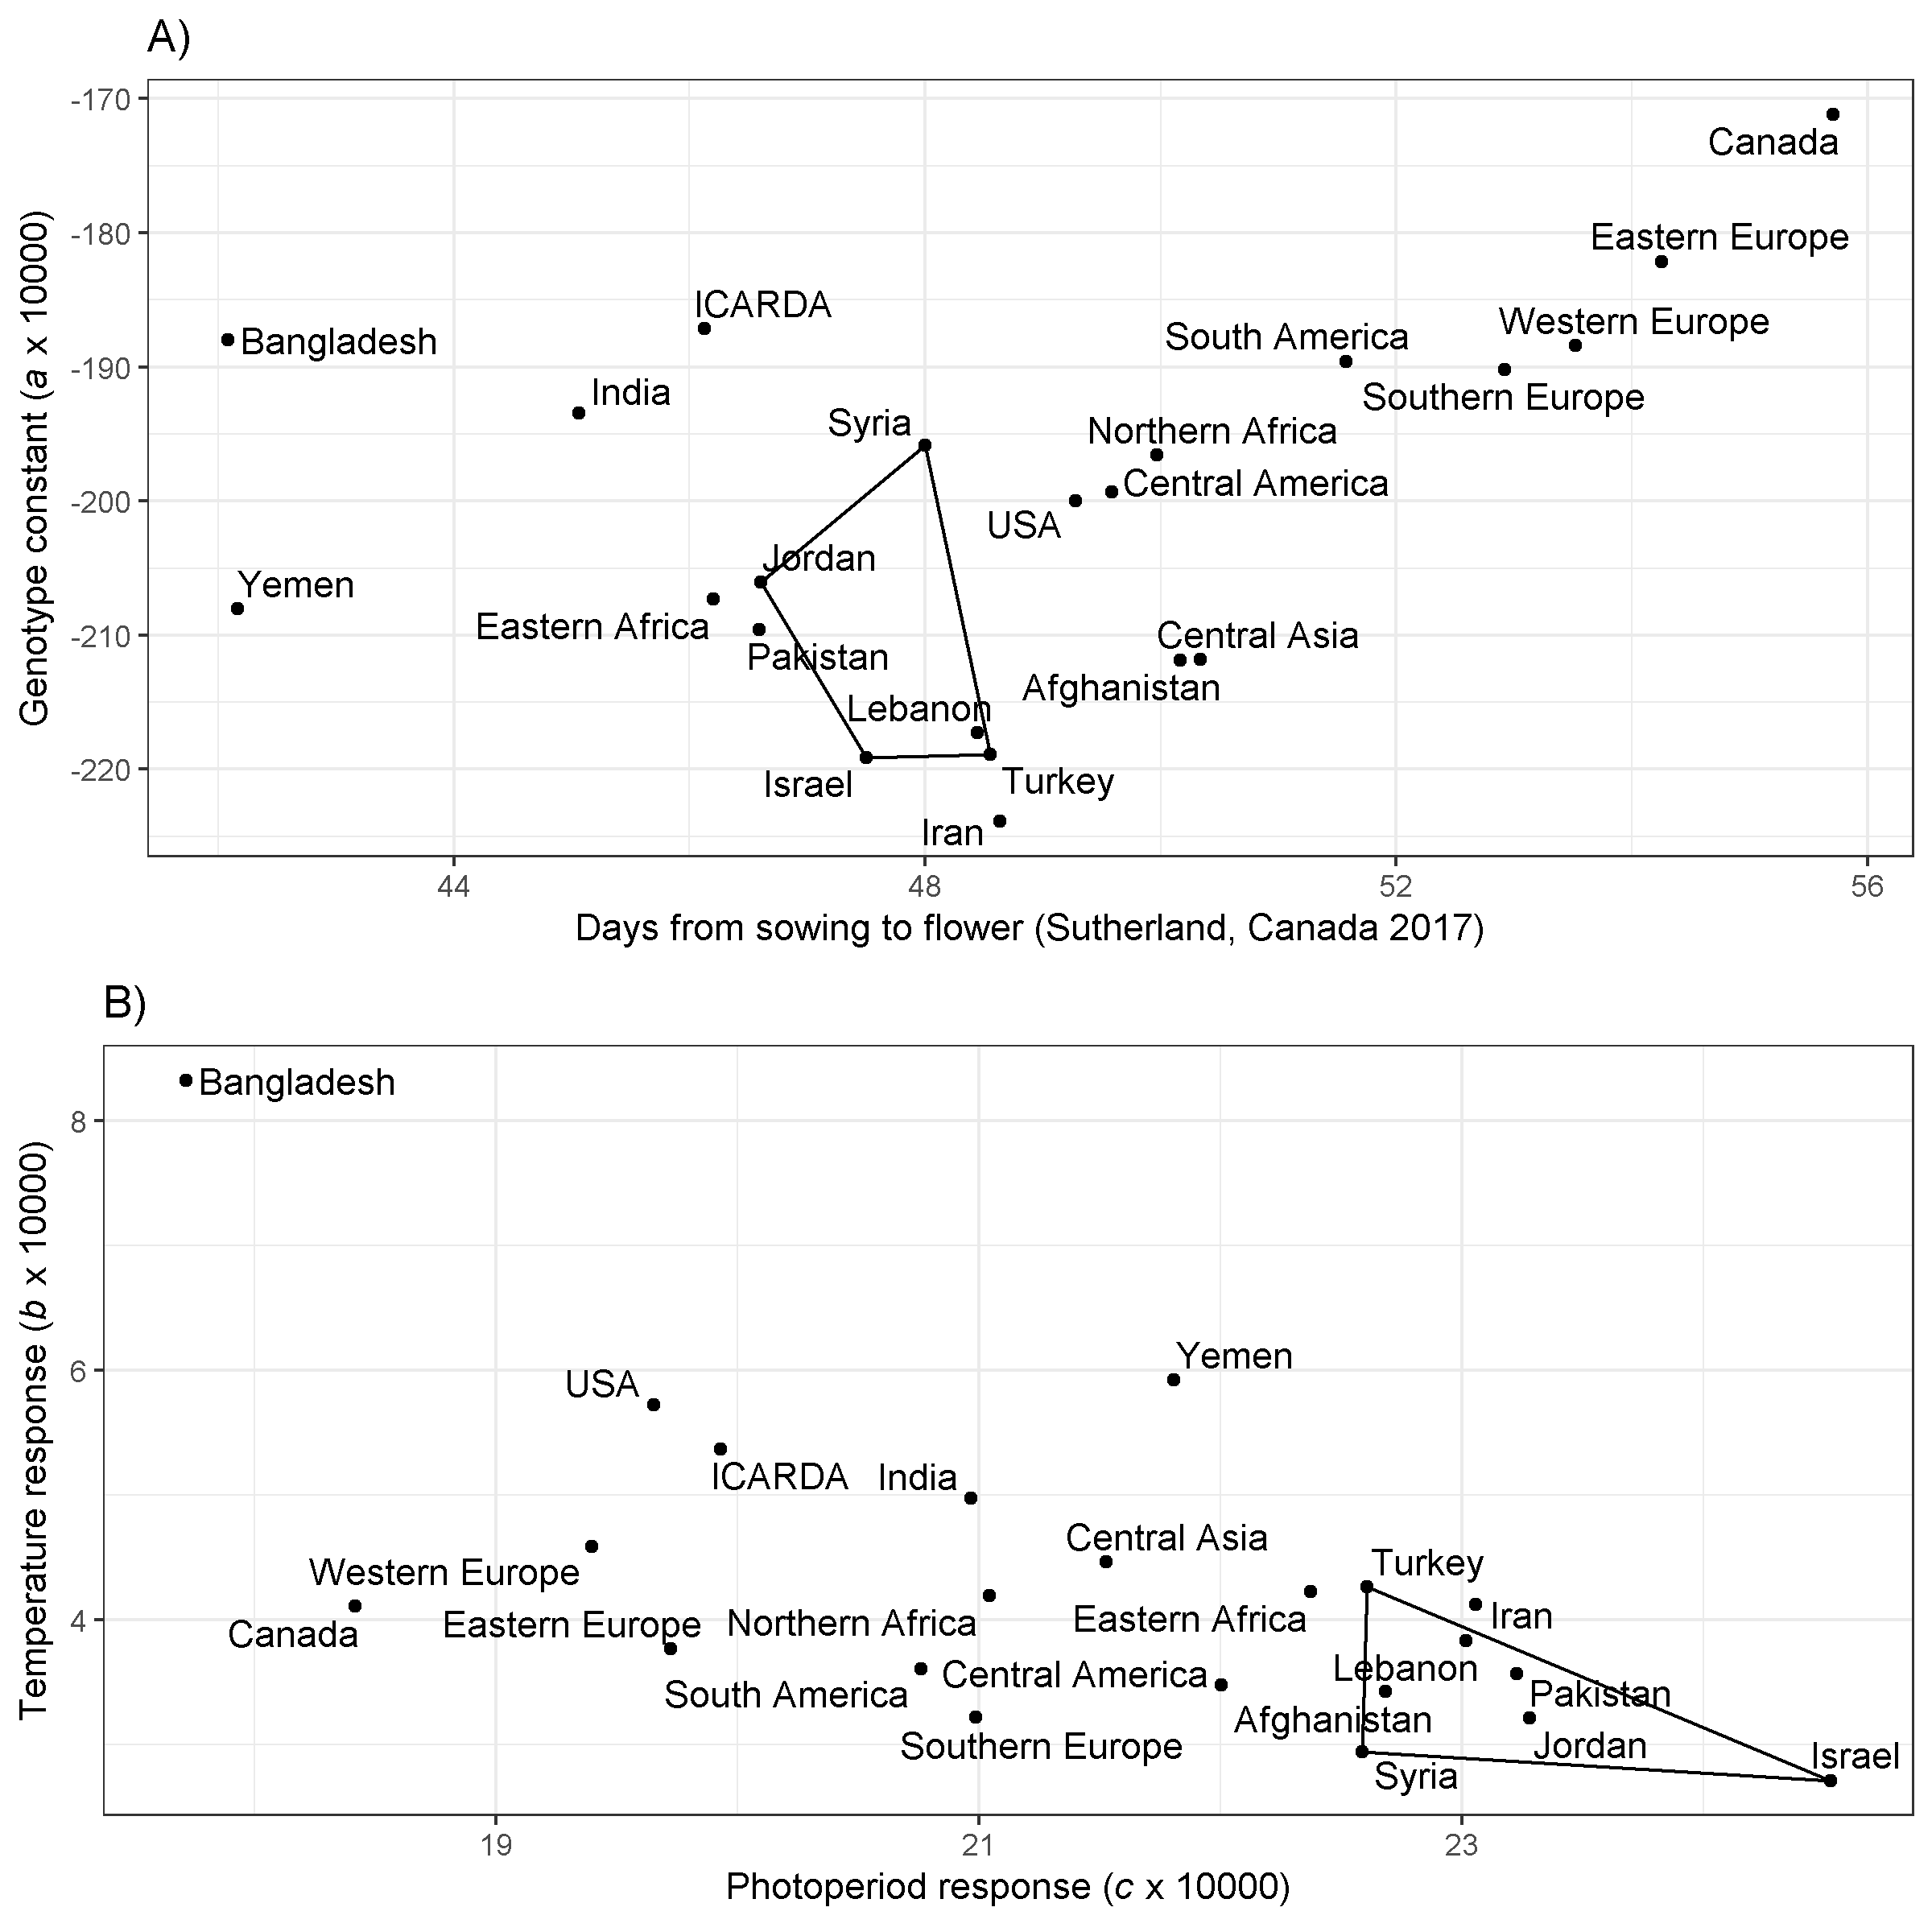 A)
-170
Canada
Eastern Europe
-180
Western Europe
ICARDA
South America
Bangladesh
-190
Southern Europe
India
Syria
Northern Africa
Central America
-200
USA
Jordan
Yemen
Eastern Africa
-210
Central Asia
Pakistan
Afghanistan
Lebanon
-220
Israel
Turkey
Iran
Genotype constant (a x 10000)
44 48 52 56
Days from sowing to flower (Sutherland, Canada 2017)
B)
Bangladesh
8
Yemen
6
USA
ICARDA
India
Central Asia
Western Europe
Turkey
4
Canada
Eastern Europe
Northern Africa
Eastern Africa
Iran
Lebanon
Central America
South America
Pakistan
Afghanistan
Southern Europe
Jordan
Israel
Syria
Temperature response (b x 10000)
19 21 23
Photoperiod response (c x 10000)